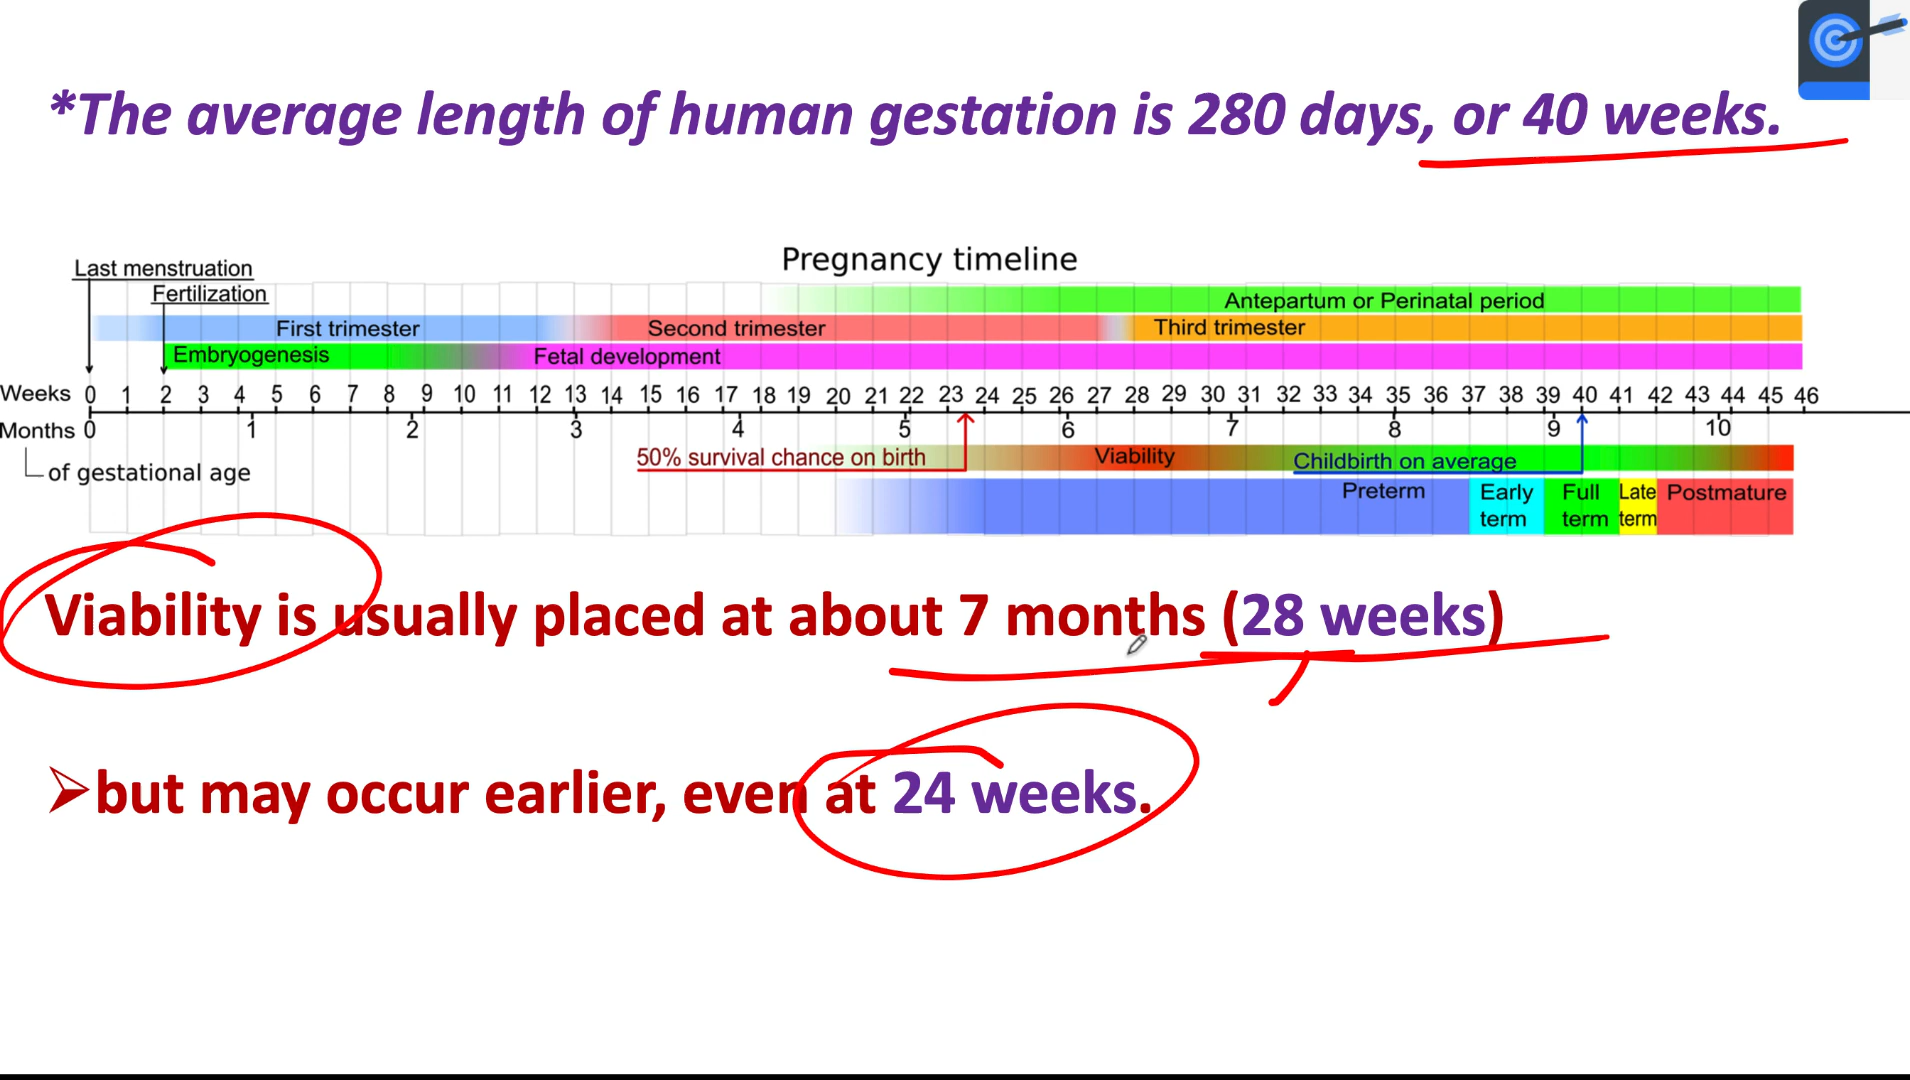 *The average length of human gestation is 280 days, or 40 weeks.
Pregnancy timeline
Last menstruation
Fertilization
Antepartum or Perinatal period
First trimester Second trimester Third trimester
Embryogenesis Fetal development
Weeks 0 1 2 3 4 5 6 7 8 9 10 11 12 13 14 15 16 17 18 19 20 21 22 23 24 25 26 27 28 29 30 31 32 33 34 35 36 37 38 39 40 41 42 43 44 45 46
Months 0 1 2 3 4 5 6 7 8 9 10
of gestational age
50% survival chance on birth Viability Childbirth on average
Preterm Early term Full term Late term Postmature
Viability is usually placed at about 7 months (28 weeks)
but may occur earlier, even at 24 weeks.